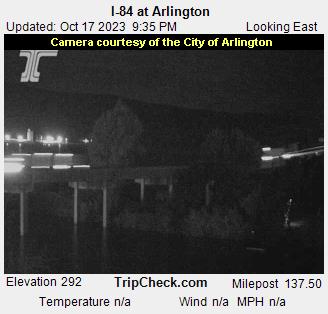 I-84 at Arlington
Updated: Oct 17 2023 9:35 PM Looking East
Camera courtesy of the City of Arlington
Elevation 292 TripCheck.com Milepost 137.50
Temperature n/a Wind n/a MPH n/a